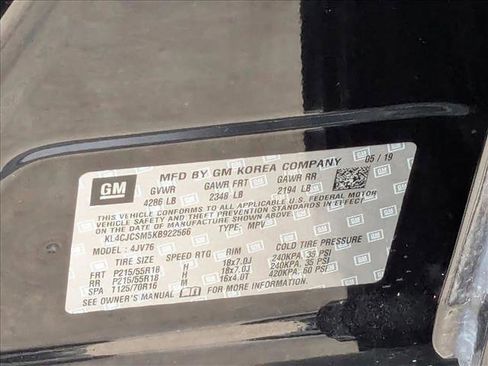 MFD BY GM KOREA COMPANY 05/19
GM
GVWR GAWR FRT GAWR RR
4286 LB 2348 LB 2194 LB
THIS VEHICLE CONFORMS TO ALL APPLICABLE U.S. FEDERAL MOTOR
VEHICLE SAFETY STANDARDS IN EFFECT ON THE
DATE OF MANUFACTURE SHOWN ABOVE.
KL4CJCSM5KB922566 TYPE: MPV
MODEL: 4JV76
TIRE SIZE SPEED RTG RIM COLD TIRE PRESSURE
FRT P215/55R18 H 18x7.0J 240KPA, 35 PSI
RR P215/55R18 H 18x7.0J 240KPA, 35 PSI
SPA T125/70R16 M 16x4.0T 420KPA, 60 PSI
SEE OWNER'S MANUAL FOR MORE INFORMATION.